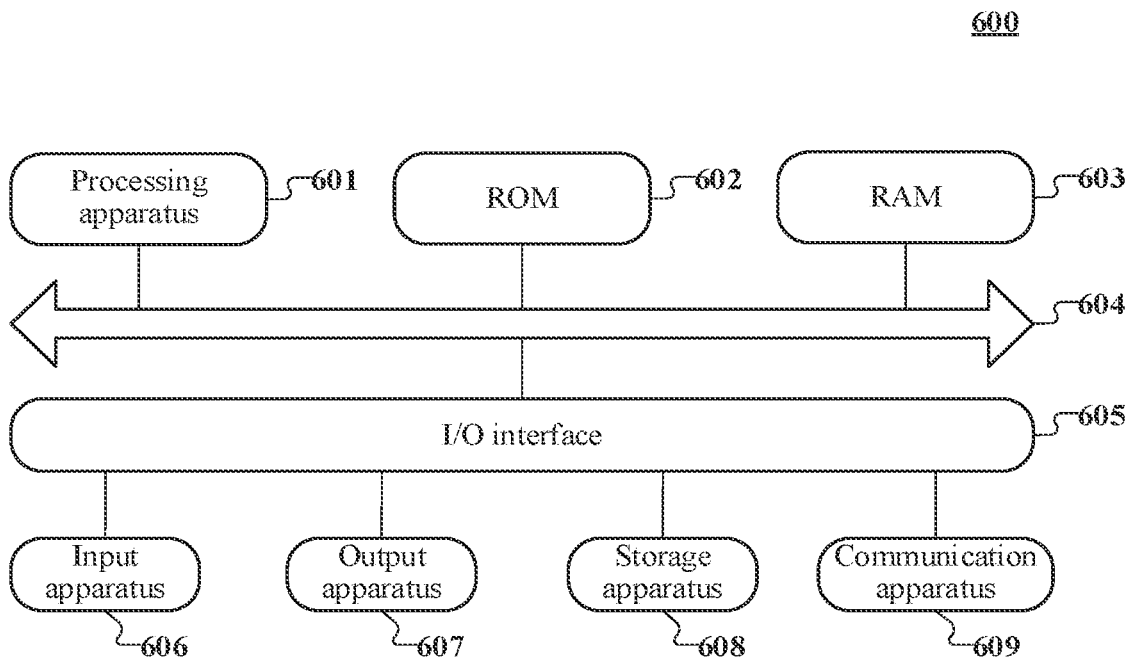 600
Processing
apparatus
601
ROM
602
RAM
603
604
I/O interface
605
Input
apparatus
606
Output
apparatus
607
Storage
apparatus
608
Communication
apparatus
609